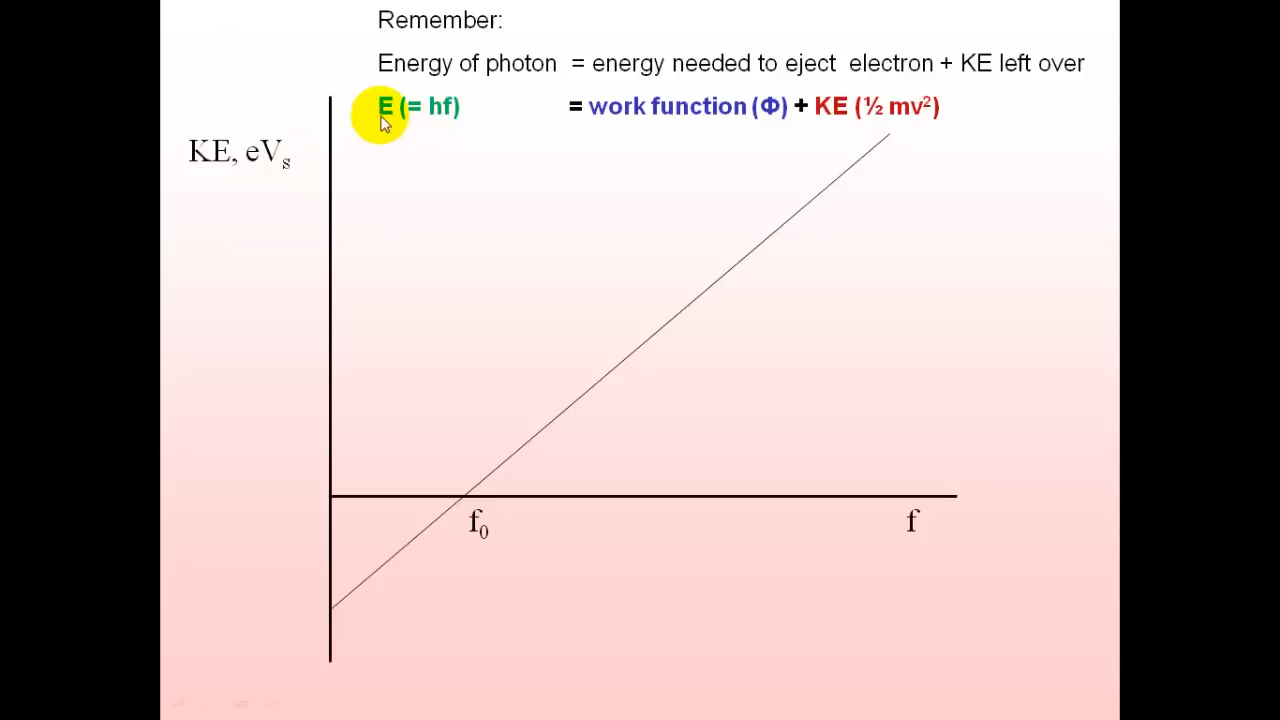 Remember:
Energy of photon = energy needed to eject electron + KE left over
E (= hf) = work function (Φ) + KE (½ mv²)
KE, eVₛ
f₀ f